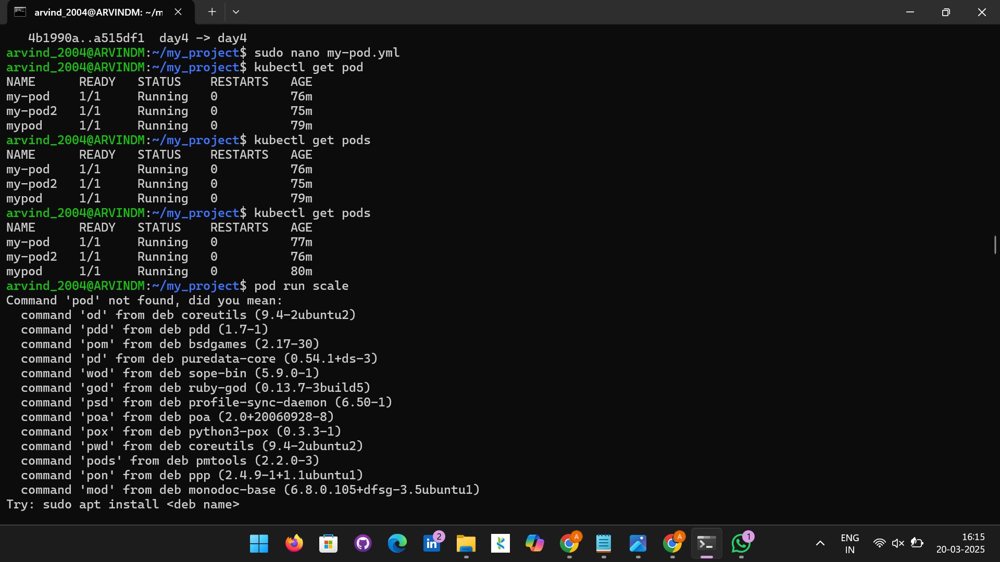 arvind_2004@ARVINDM: ~/m
4b1990a..a515df1  day4 -> day4
arvind_2004@ARVINDM:~/my_project$ sudo nano my-pod.yml
arvind_2004@ARVINDM:~/my_project$ kubectl get pod
NAME      READY   STATUS    RESTARTS   AGE
my-pod    1/1     Running   0          76m
my-pod2   1/1     Running   0          75m
mypod     1/1     Running   0          79m
arvind_2004@ARVINDM:~/my_project$ kubectl get pods
NAME      READY   STATUS    RESTARTS   AGE
my-pod    1/1     Running   0          76m
my-pod2   1/1     Running   0          75m
mypod     1/1     Running   0          79m
arvind_2004@ARVINDM:~/my_project$ kubectl get pods
NAME      READY   STATUS    RESTARTS   AGE
my-pod    1/1     Running   0          77m
my-pod2   1/1     Running   0          76m
mypod     1/1     Running   0          80m
arvind_2004@ARVINDM:~/my_project$ pod run scale
Command 'pod' not found, did you mean:
  command 'od' from deb coreutils (9.4-2ubuntu2)
  command 'pdd' from deb pdd (1.7-1)
  command 'pom' from deb bsdgames (2.17-30)
  command 'pd' from deb puredata-core (0.54.1+ds-3)
  command 'wod' from deb sope-bin (5.9.0-1)
  command 'god' from deb ruby-god (0.13.7-3build5)
  command 'psd' from deb profile-sync-daemon (6.50-1)
  command 'poa' from deb poa (2.0+20060928-8)
  command 'pox' from deb python3-pox (0.3.3-1)
  command 'pwd' from deb coreutils (9.4-2ubuntu2)
  command 'pods' from deb pmtools (2.2.0-3)
  command 'pon' from deb ppp (2.4.9-1+1.1ubuntu1)
  command 'mod' from deb monodoc-base (6.8.0.105+dfsg-3.5ubuntu1)
Try: sudo apt install <deb name>
in 2
A
A
1
ENG
IN
16:15
20-03-2025